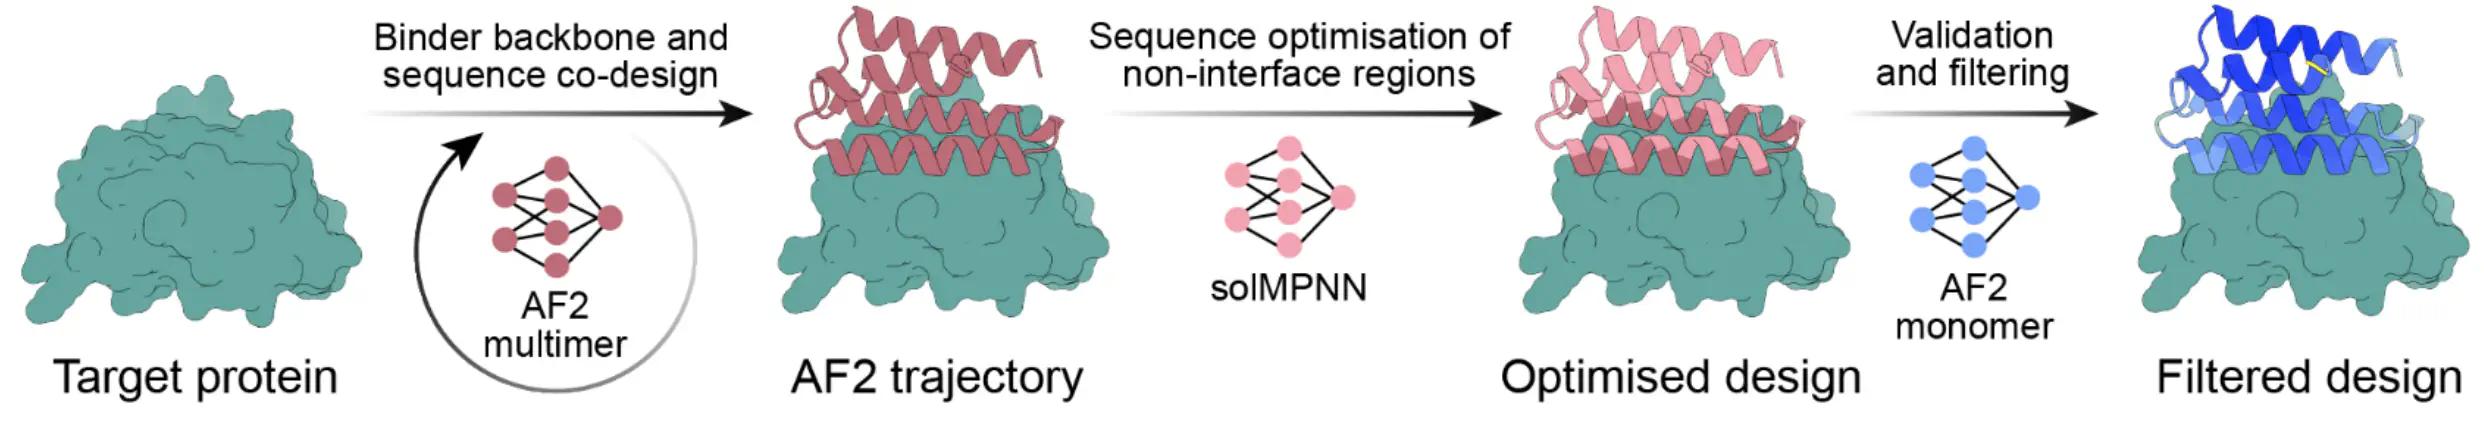 Binder backbone and
sequence co-design
Sequence optimisation of
non-interface regions
Validation
and filtering
AF2
multimer
solMPNN
AF2
monomer
Target protein
AF2 trajectory
Optimised design
Filtered design